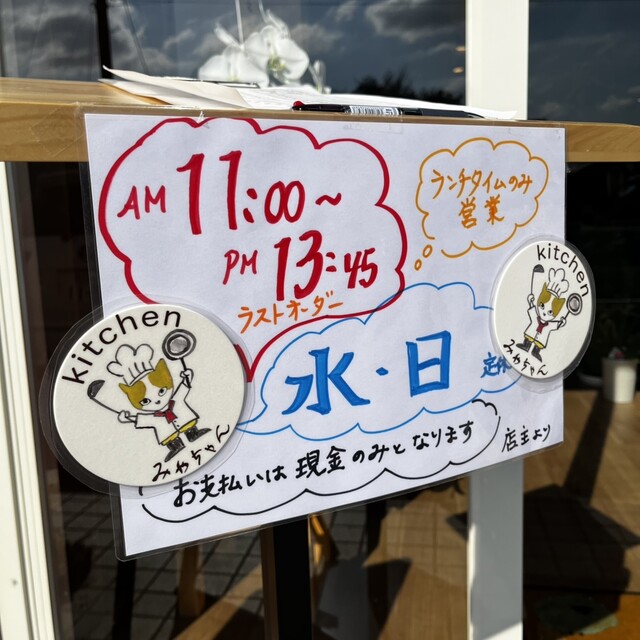 AM 11:00~
PM 13:45
ラストオーダー
ランチタイムのみ
営業
水・日
お支払いは現金のみとなります
店主より
kitchen
みやちゃん
kitchen
みやちゃん